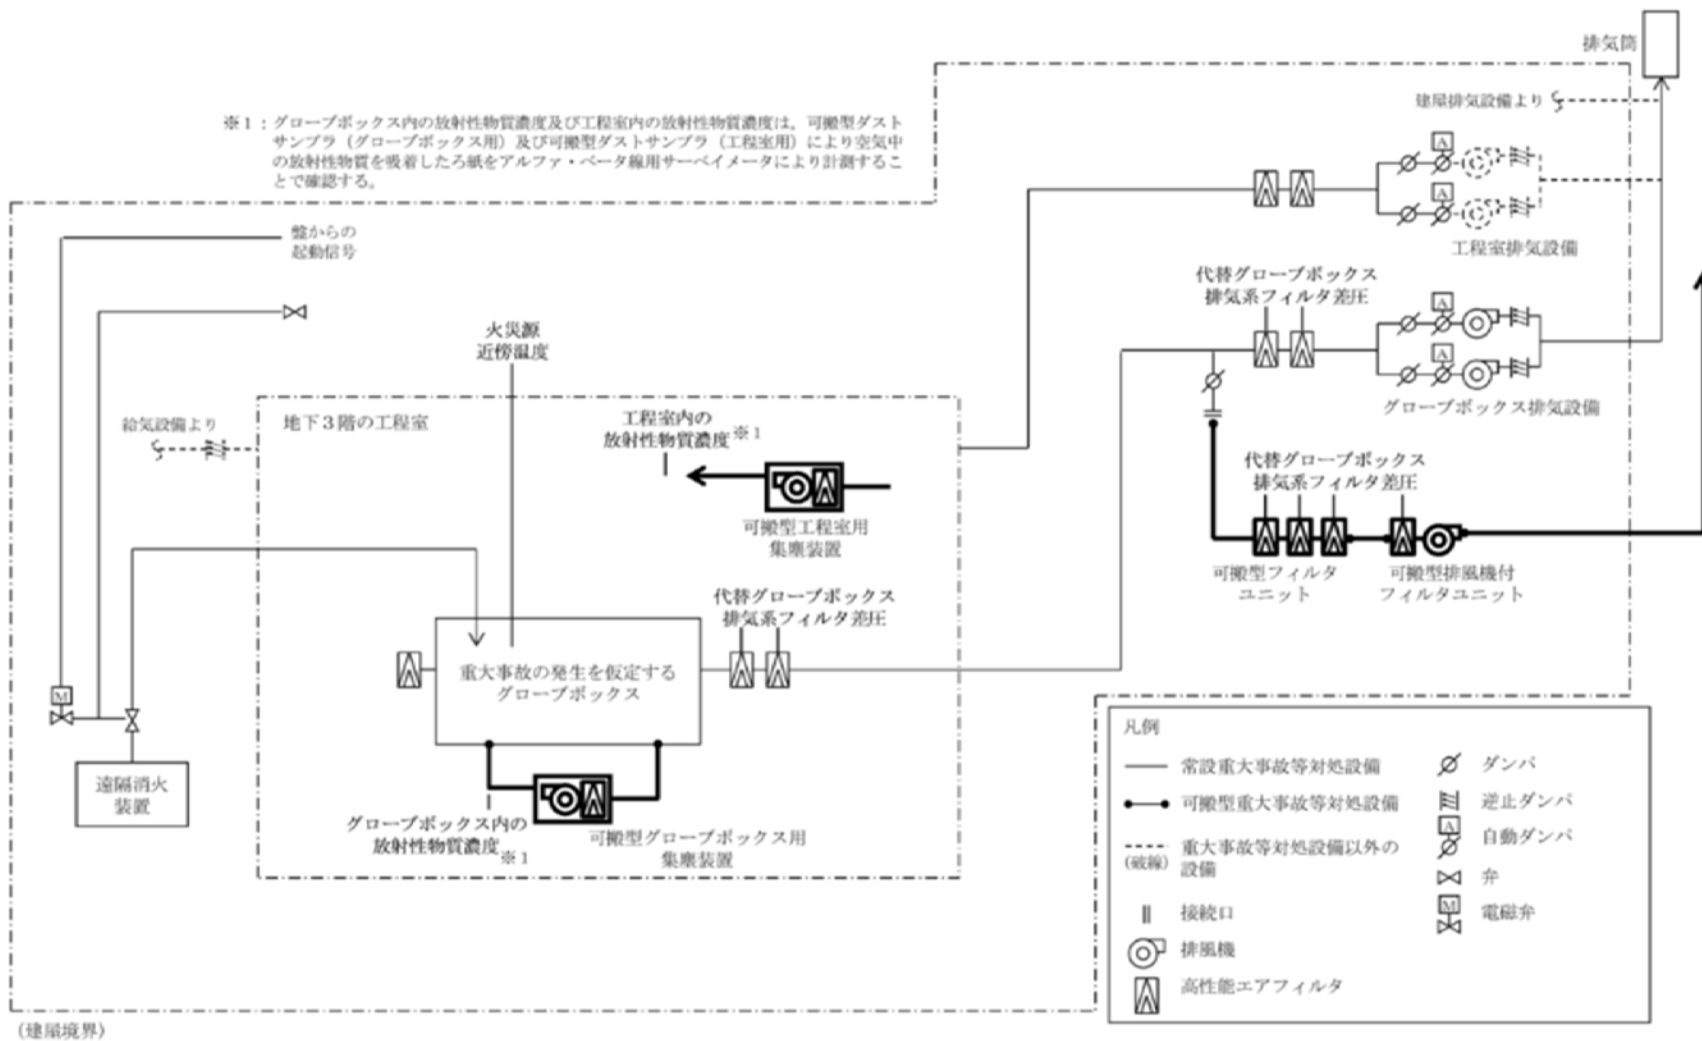 排気筒
建屋排気設備より
※1：グローブボックス内の放射性物質濃度及び工程室内の放射性物質濃度は，可搬型ダスト
サンプラ（グローブボックス用）及び可搬型ダストサンプラ（工程室用）により空気中
の放射性物質を吸着したろ紙をアルファ・ベータ線用サーベイメータにより計測するこ
とで確認する。
A
A
工程室排気設備
盤からの
起動信号
代替グローブボックス
排気系フィルタ差圧
A
A
グローブボックス排気設備
火災源
近傍温度
給気設備より
地下3階の工程室
工程室内の
放射性物質濃度※1
可搬型工程室用
集塵装置
代替グローブボックス
排気系フィルタ差圧
可搬型フィルタ
ユニット
可搬型排風機付
フィルタユニット
代替グローブボックス
排気系フィルタ差圧
重大事故の発生を仮定する
グローブボックス
M
遠隔消火
装置
グローブボックス内の
放射性物質濃度※1
可搬型グローブボックス用
集塵装置
凡例
常設重大事故等対処設備
可搬型重大事故等対処設備
(破線)
重大事故等対処設備以外の
設備
接続口
排風機
高性能エアフィルタ
ダンパ
逆止ダンパ
A
自動ダンパ
弁
M
電磁弁
（建屋境界）